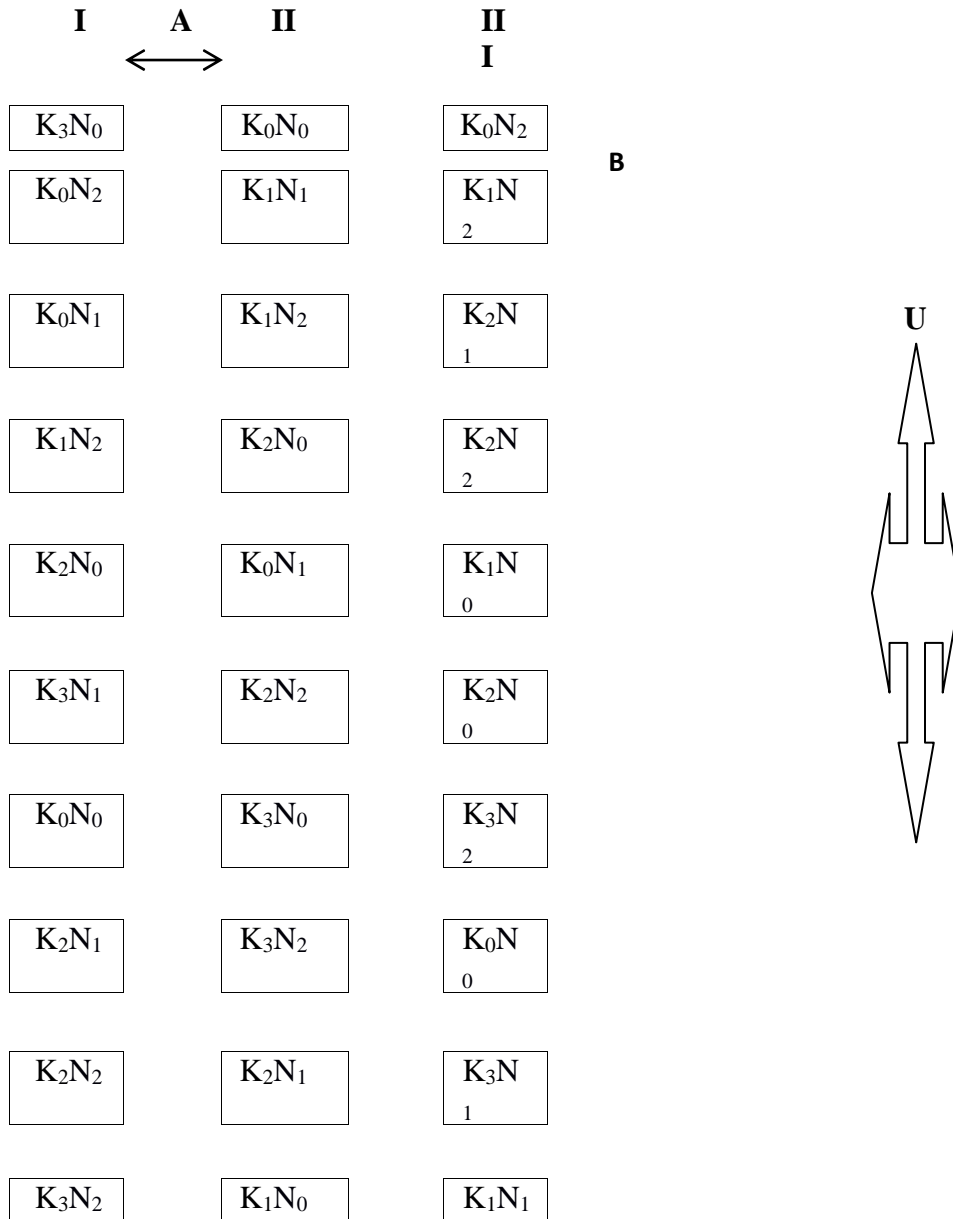 I A II II
I
K₃N₀ K₀N₀ K₀N₂
B
K₀N₂ K₁N₁ K₁N
2
K₀N₁ K₁N₂ K₂N
1
U
K₁N₂ K₂N₀ K₂N
2
K₂N₀ K₀N₁ K₁N
0
K₃N₁ K₂N₂ K₂N
0
K₀N₀ K₃N₀ K₃N
2
K₂N₁ K₃N₂ K₀N
0
K₂N₂ K₂N₁ K₃N
1
K₃N₂ K₁N₀ K₁N₁